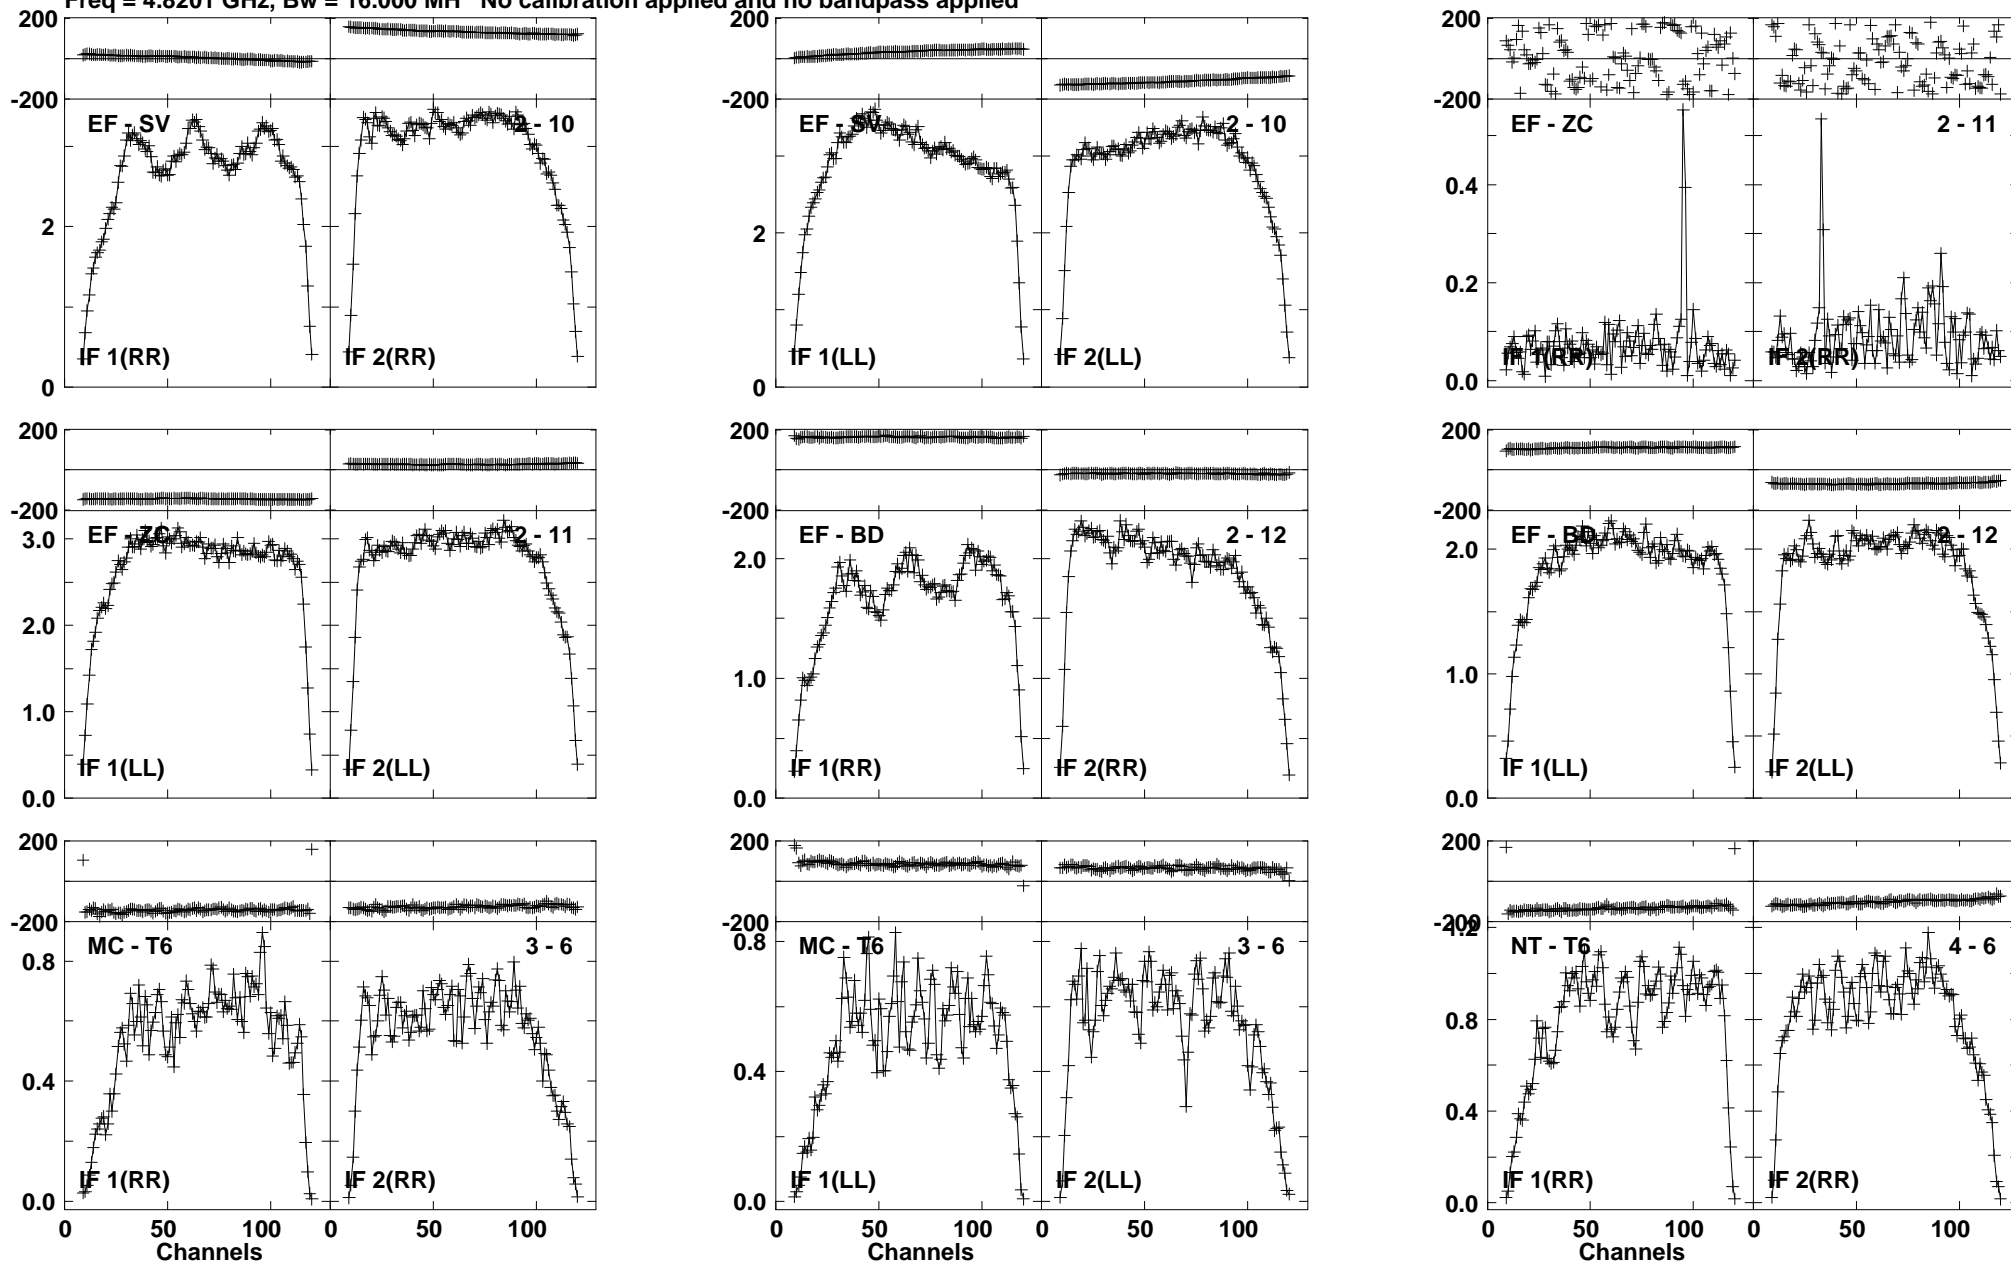 Freq = 4.8201 GHz, Bw = 16.000 MH No calibration applied and no bandpass applied
200 200 200
-200 -200 -200
EF - SV 2 - 10 EF - SV 2 - 10 EF - ZC 2 - 11
0.4
2 2
0.2
IF 1(RR) IF 2(RR) IF 1(LL) IF 2(LL) IF 1(RR) IF 2(RR)
0 0 0.0
200 200 200
-200 -200 -200
EF - ZC 2 - 11 EF - BD 2 - 12 EF - BD 2 - 12
3.0 2.0 2.0
2.0
1.0 1.0
1.0
IF 1(LL) IF 2(LL) IF 1(RR) IF 2(RR) IF 1(LL) IF 2(LL)
0.0 0.0 0.0
200 200 200
-200 -200 -200
1.2
MC - T6 3 - 6 MC - T6 3 - 6 NT - T6 4 - 6
0.8 0.8
0.8
0.4 0.4 0.4
IF 1(RR) IF 2(RR) IF 1(LL) IF 2(LL) IF 1(RR) IF 2(RR)
0.0 0.0 0.0
0 50 100 0 50 100 0 50 100 0 50 100 0 50 100 0 50 100
Channels Channels Channels